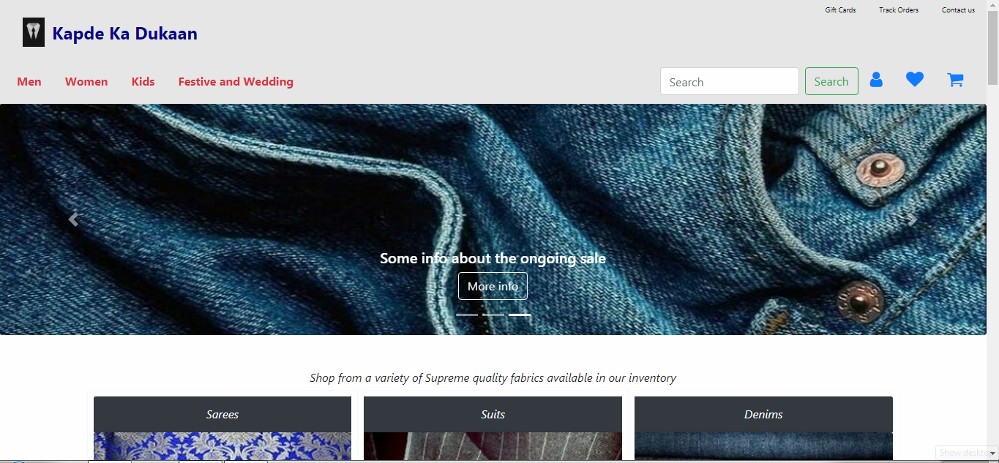 Gift Cards Track Orders Contact us
Kapde Ka Dukaan
Men Women Kids Festive and Wedding Search Search
Some info about the ongoing sale
More info
Shop from a variety of Supreme quality fabrics available in our inventory
Sarees Suits Denims
Show deskto